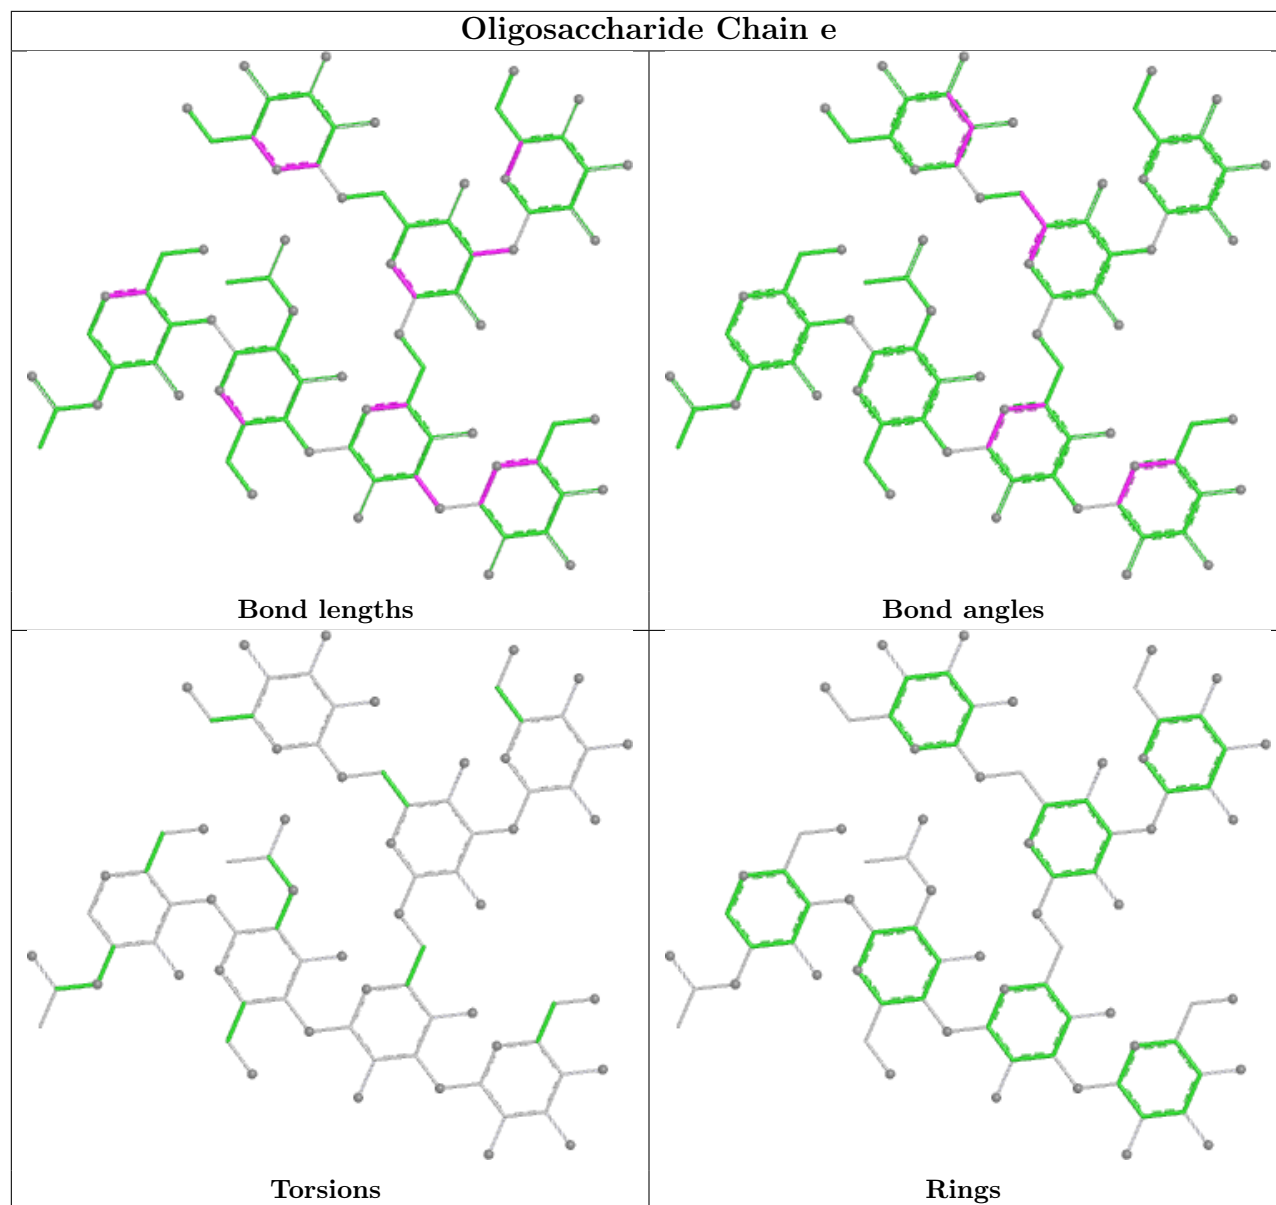 Oligosaccharide Chain e
Bond lengths
Bond angles
Torsions
Rings